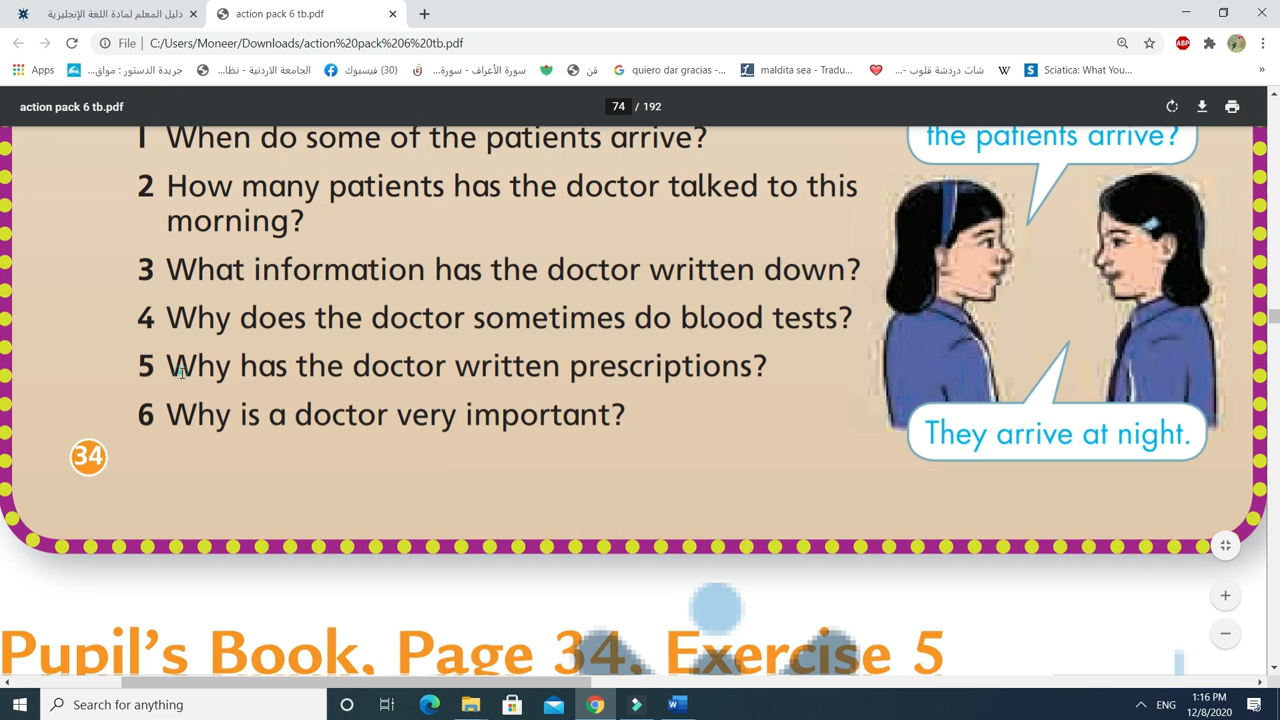 دليل المعلم لمادة اللغة الإنجليزية
action pack 6 tb.pdf
File
C:/Users/Moneer/Downloads/action%20pack%206%20tb.pdf
ABP
Apps
جريدة الدستور : مواق...
(30) فيسبوك
الجامعة الاردنية - نظا...
سورة الأعراف - سورة...
قن
quiero dar gracias -...
maldita sea - Tradu...
شات دردشة قلوب -...
W
Sciatica: What You...
»
action pack 6 tb.pdf
74 / 192
1 When do some of the patients arrive?
2 How many patients has the doctor talked to this
morning?
3 What information has the doctor written down?
4 Why does the doctor sometimes do blood tests?
5 Why has the doctor written prescriptions?
6 Why is a doctor very important?
the patients arrive?
They arrive at night.
34
Pupil's Book, Page 34, Exercise 5
Search for anything
ENG
1:16 PM
12/8/2020